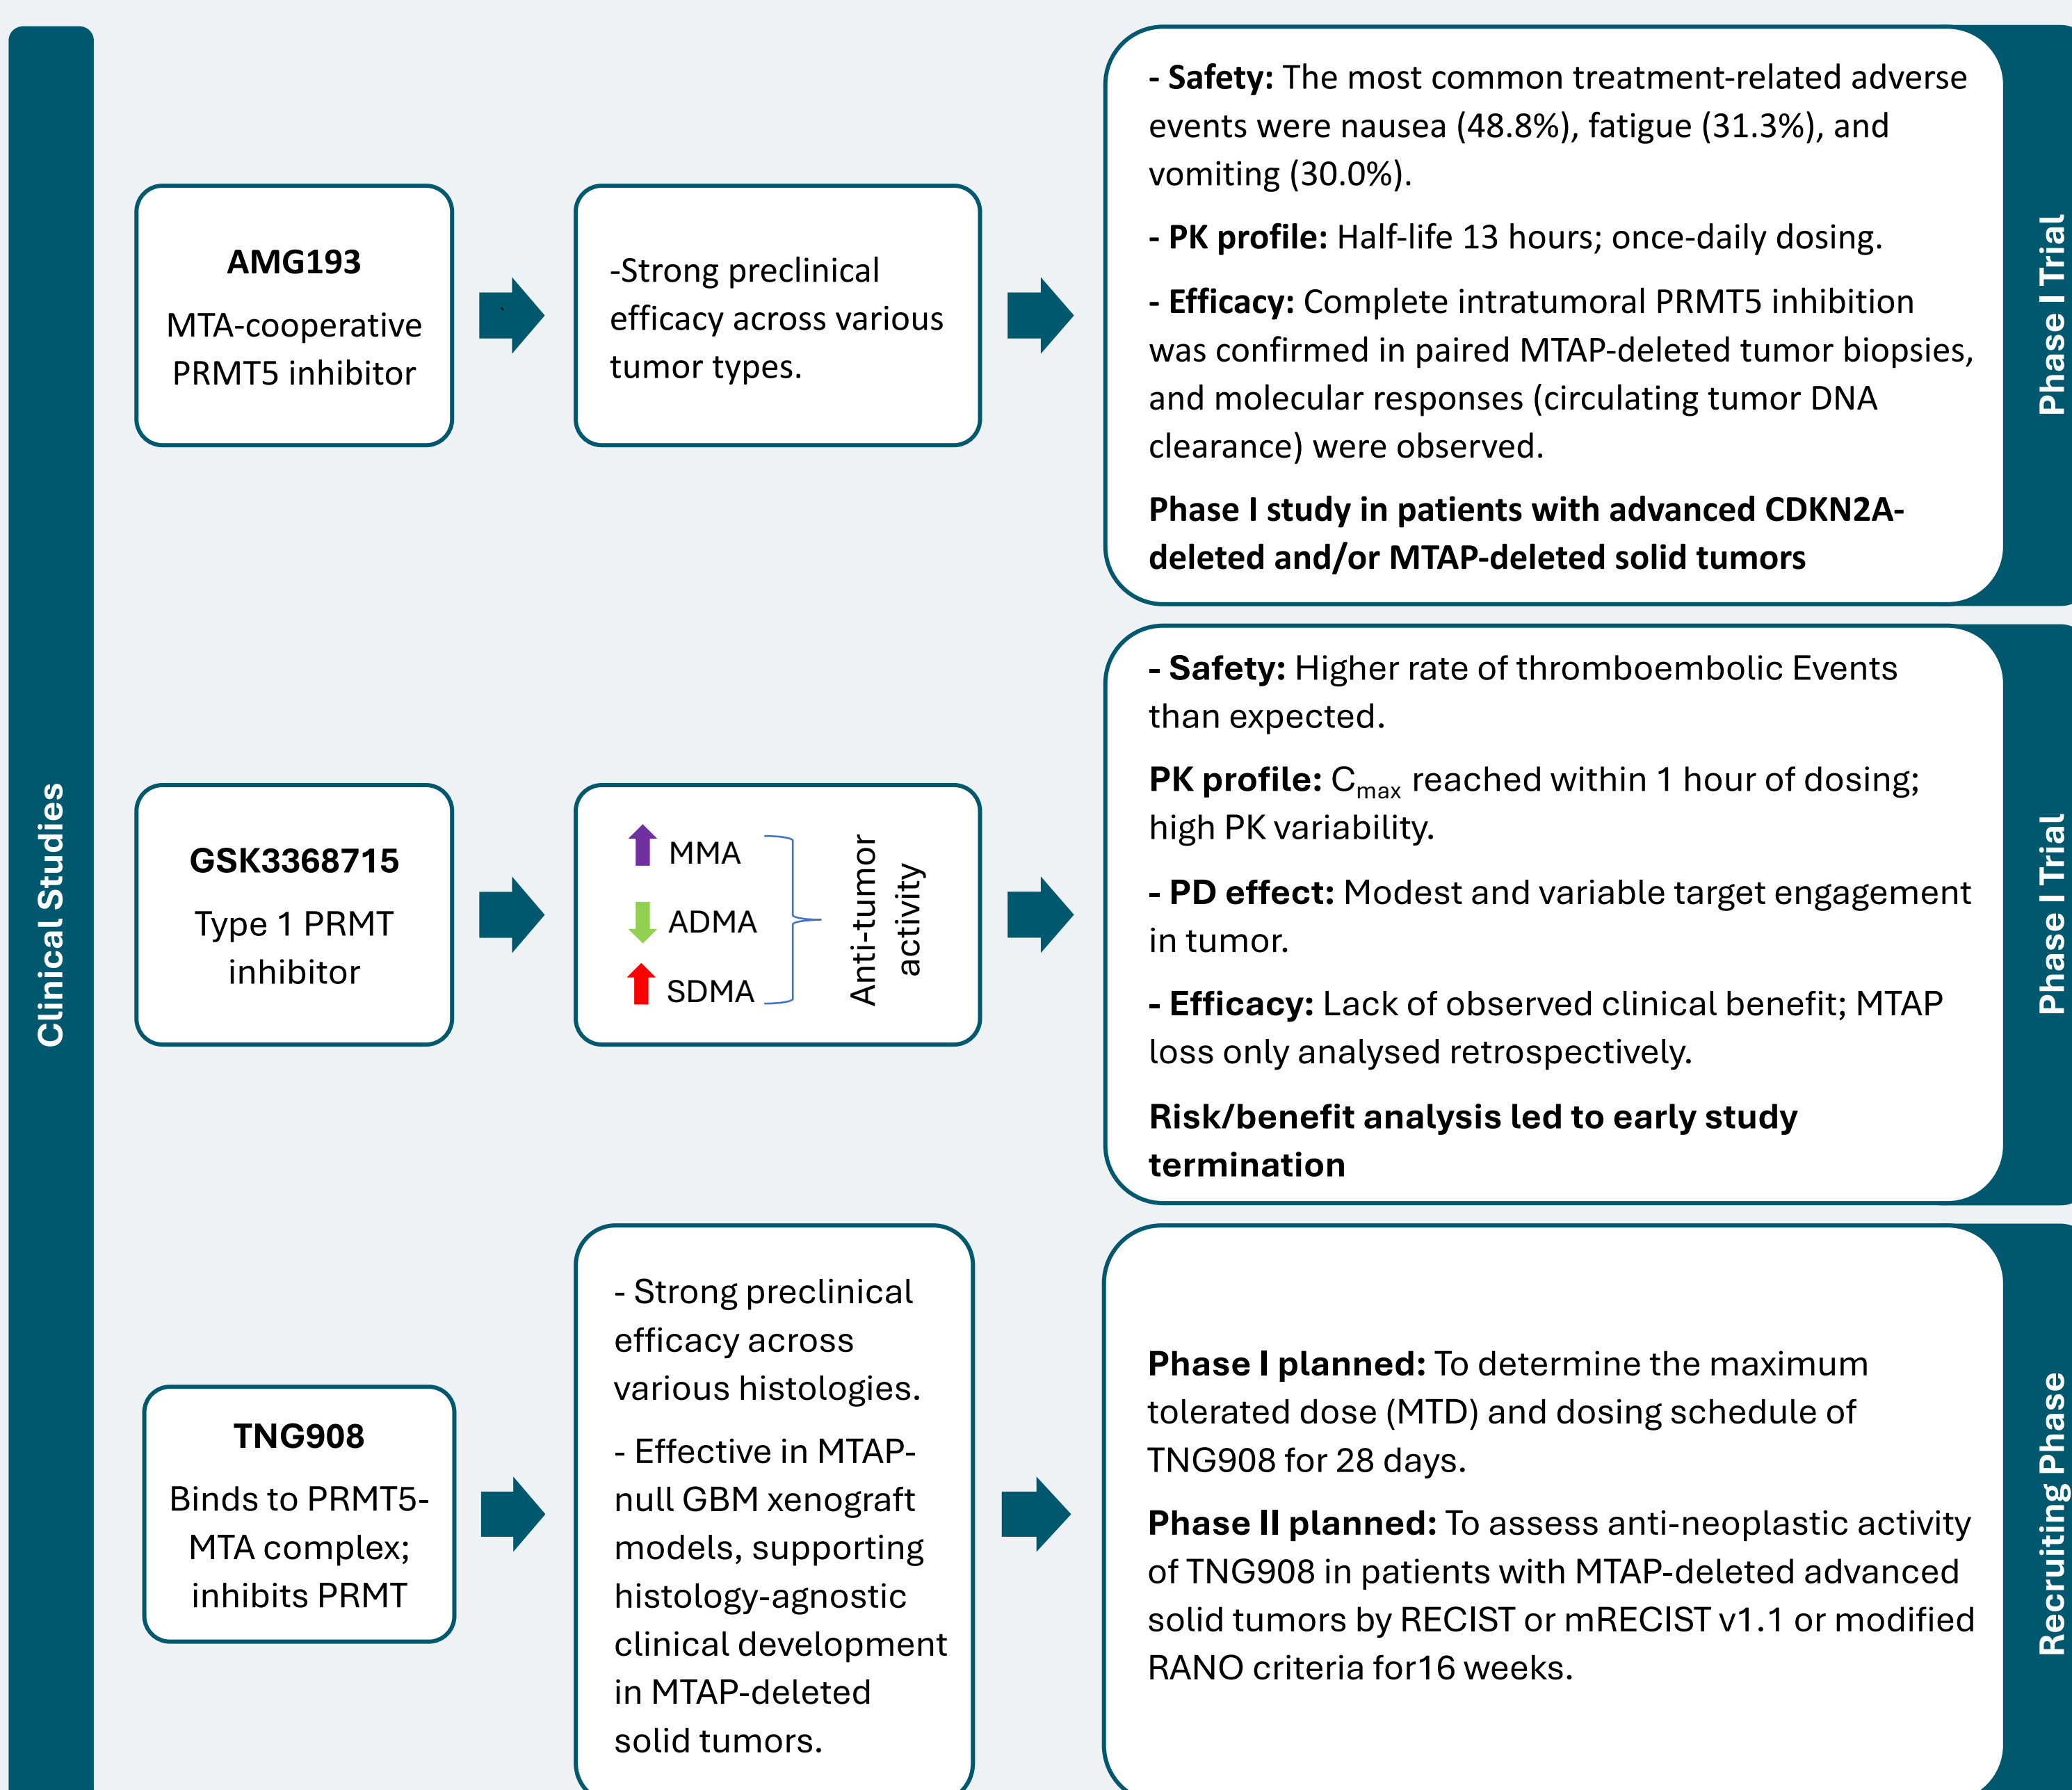 Clinical Studies
AMG193
MTA-cooperative
PRMT5 inhibitor
-Strong preclinical
efficacy across various
tumor types.
- Safety: The most common treatment-related adverse
events were nausea (48.8%), fatigue (31.3%), and
vomiting (30.0%).
- PK profile: Half-life 13 hours; once-daily dosing.
- Efficacy: Complete intratumoral PRMT5 inhibition
was confirmed in paired MTAP-deleted tumor biopsies,
and molecular responses (circulating tumor DNA
clearance) were observed.
Phase I study in patients with advanced CDKN2A-
deleted and/or MTAP-deleted solid tumors
Phase I Trial
GSK3368715
Type 1 PRMT
inhibitor
MMA
ADMA
SDMA
Anti-tumor
activity
- Safety: Higher rate of thromboembolic Events
than expected.
PK profile: Cmax reached within 1 hour of dosing;
high PK variability.
- PD effect: Modest and variable target engagement
in tumor.
- Efficacy: Lack of observed clinical benefit; MTAP
loss only analysed retrospectively.
Risk/benefit analysis led to early study
termination
Phase I Trial
TNG908
Binds to PRMT5-
MTA complex;
inhibits PRMT
- Strong preclinical
efficacy across
various histologies.
- Effective in MTAP-
null GBM xenograft
models, supporting
histology-agnostic
clinical development
in MTAP-deleted
solid tumors.
Phase I planned: To determine the maximum
tolerated dose (MTD) and dosing schedule of
TNG908 for 28 days.
Phase II planned: To assess anti-neoplastic activity
of TNG908 in patients with MTAP-deleted advanced
solid tumors by RECIST or mRECIST v1.1 or modified
RANO criteria for16 weeks.
Recruiting Phase